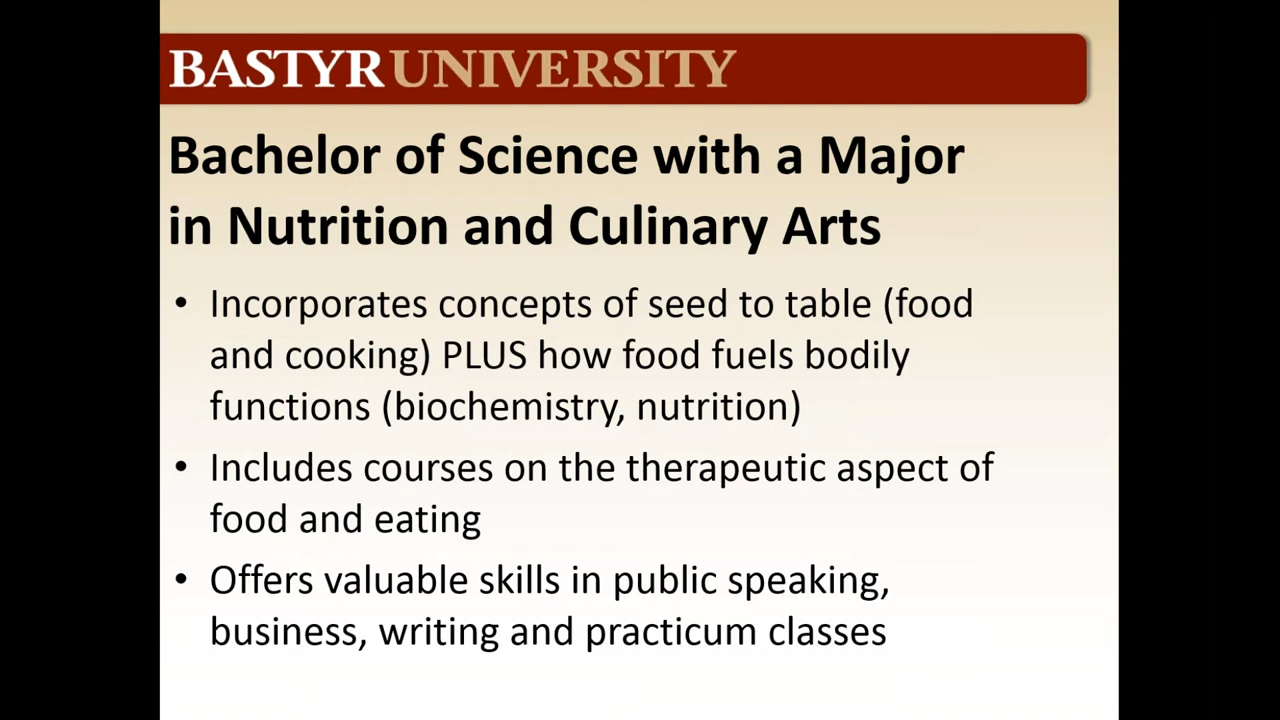 BASTYR UNIVERSITY
Bachelor of Science with a Major
in Nutrition and Culinary Arts
• Incorporates concepts of seed to table (food
and cooking) PLUS how food fuels bodily
functions (biochemistry, nutrition)
• Includes courses on the therapeutic aspect of
food and eating
• Offers valuable skills in public speaking,
business, writing and practicum classes